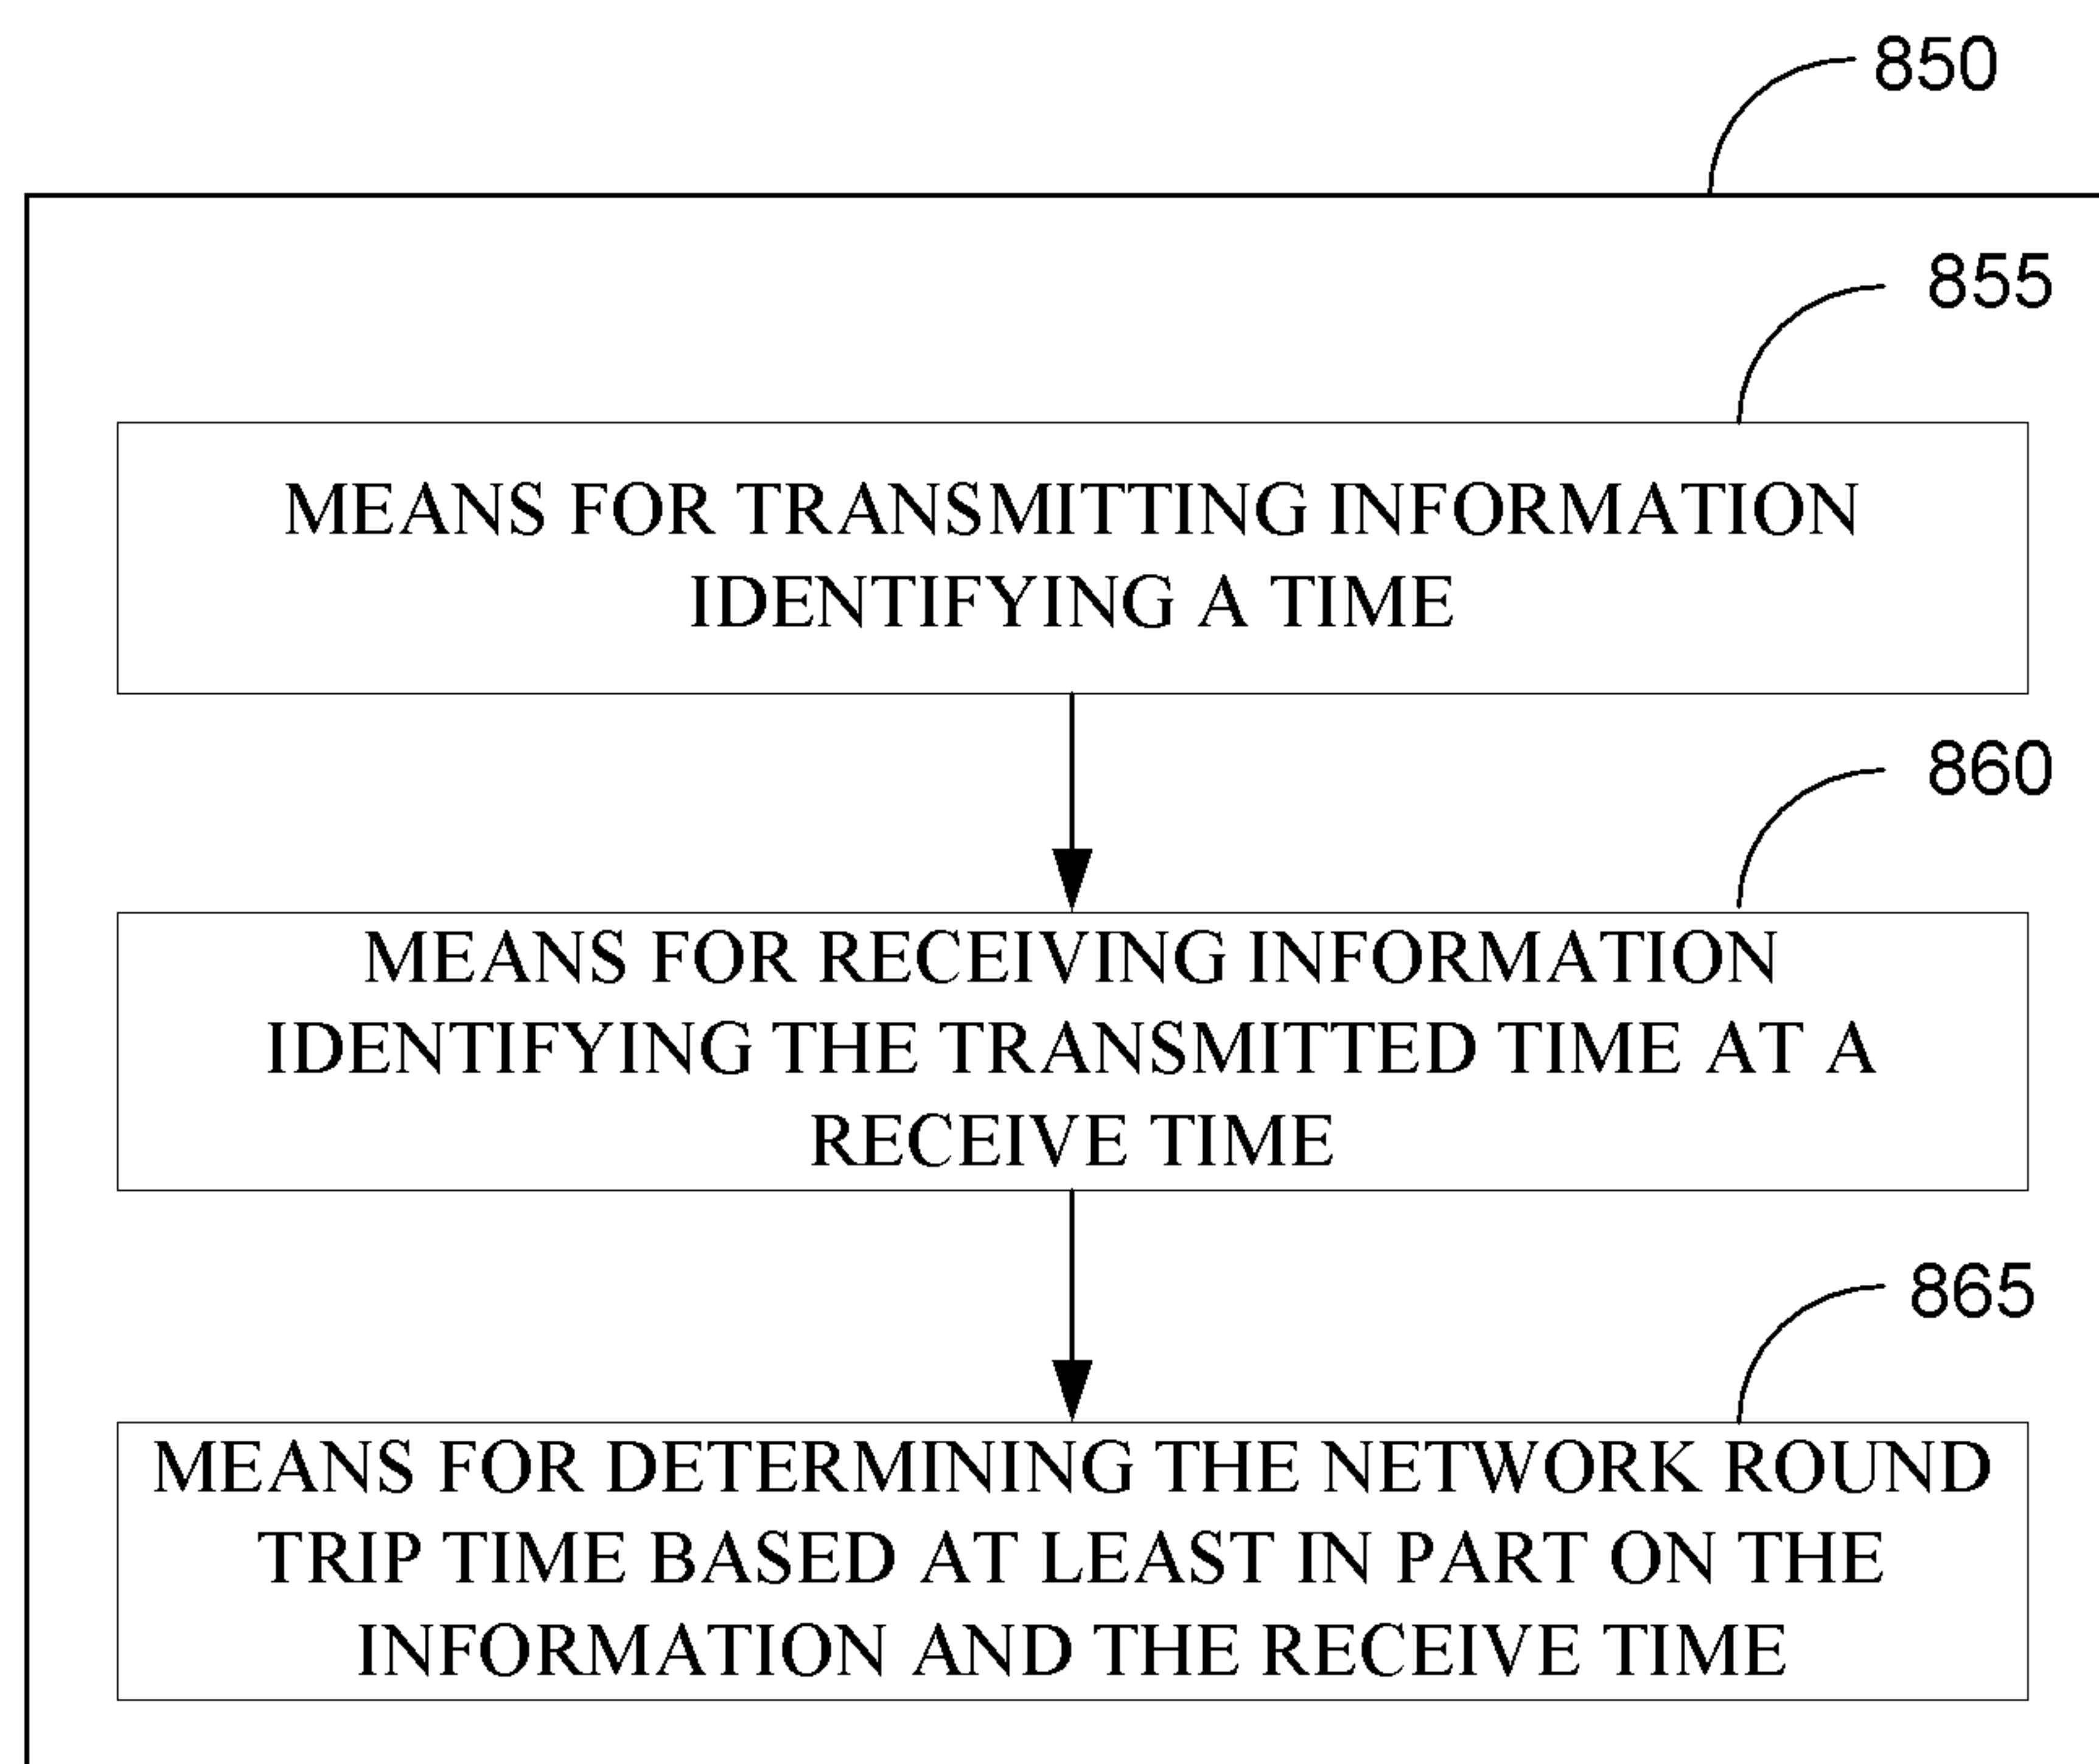 850
855
MEANS FOR TRANSMITTING INFORMATION
IDENTIFYING A TIME
860
MEANS FOR RECEIVING INFORMATION
IDENTIFYING THE TRANSMITTED TIME AT A
RECEIVE TIME
865
MEANS FOR DETERMINING THE NETWORK ROUND
TRIP TIME BASED AT LEAST IN PART ON THE
INFORMATION AND THE RECEIVE TIME